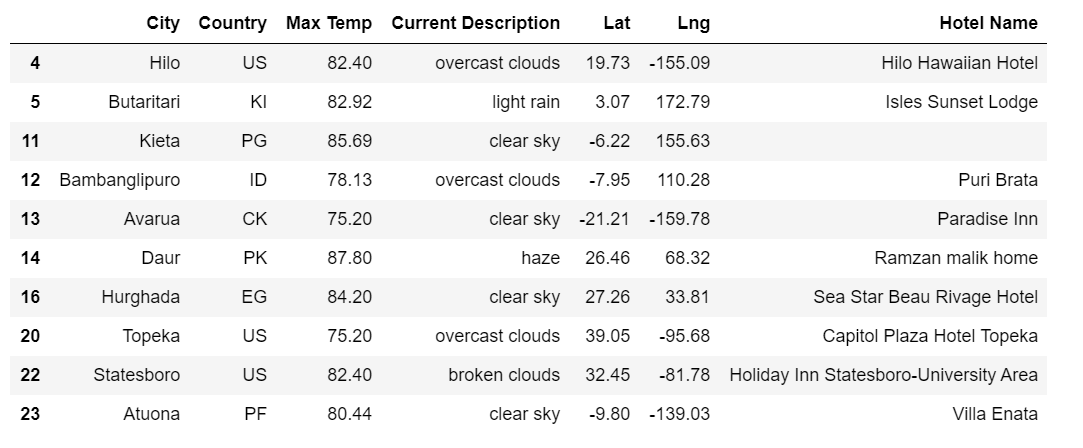 City Country Max Temp Current Description Lat Lng Hotel Name
4 Hilo US 82.40 overcast clouds 19.73 -155.09 Hilo Hawaiian Hotel
5 Butaritari KI 82.92 light rain 3.07 172.79 Isles Sunset Lodge
11 Kieta PG 85.69 clear sky -6.22 155.63
12 Bambanglipuro ID 78.13 overcast clouds -7.95 110.28 Puri Brata
13 Avarua CK 75.20 clear sky -21.21 -159.78 Paradise Inn
14 Daur PK 87.80 haze 26.46 68.32 Ramzan malik home
16 Hurghada EG 84.20 clear sky 27.26 33.81 Sea Star Beau Rivage Hotel
20 Topeka US 75.20 overcast clouds 39.05 -95.68 Capitol Plaza Hotel Topeka
22 Statesboro US 82.40 broken clouds 32.45 -81.78 Holiday Inn Statesboro-University Area
23 Atuona PF 80.44 clear sky -9.80 -139.03 Villa Enata